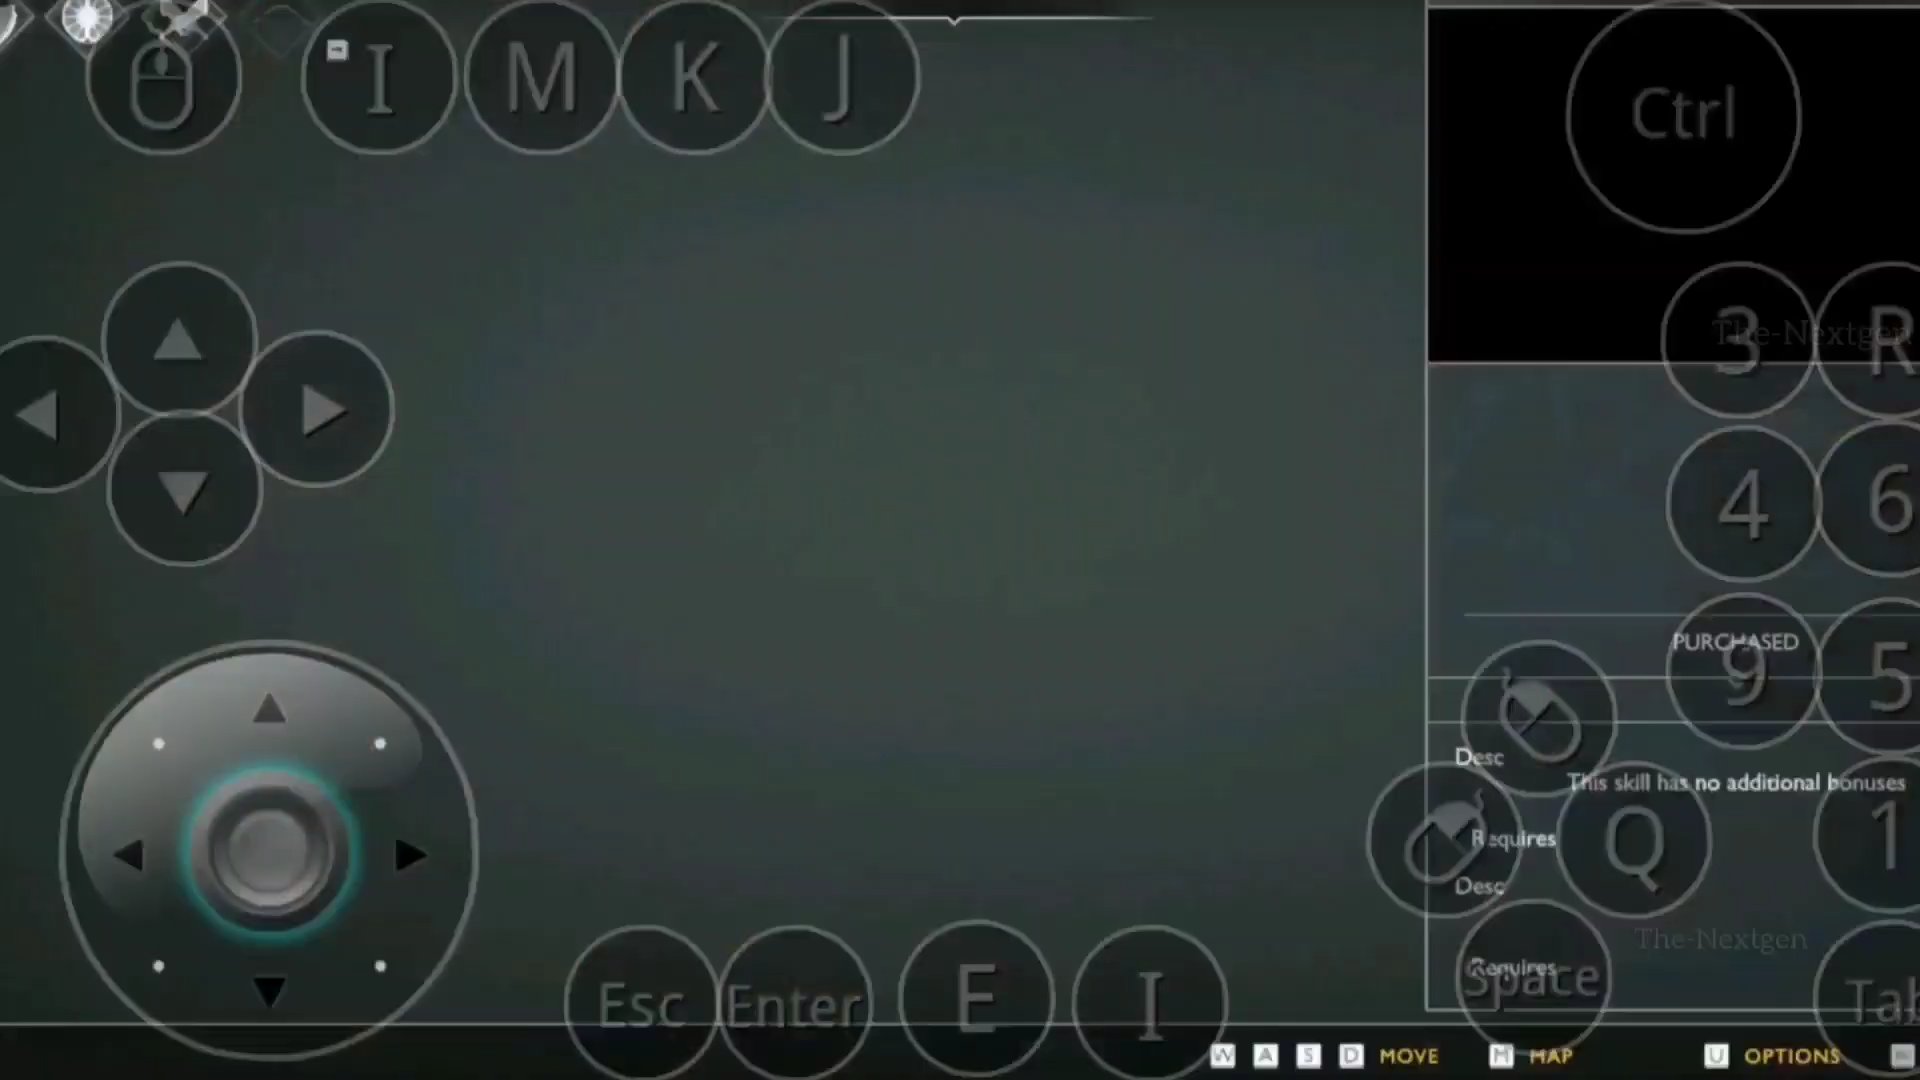 I M K J
Ctrl
3 R
The-Nextgen
4 6
PURCHASED
9 5
Desc
This skill has no additional bonuses
Requires
Q 1
Desc
The-Nextgen
Requires
Space
Tab
Esc Enter E I
W A S D MOVE M MAP U OPTIONS